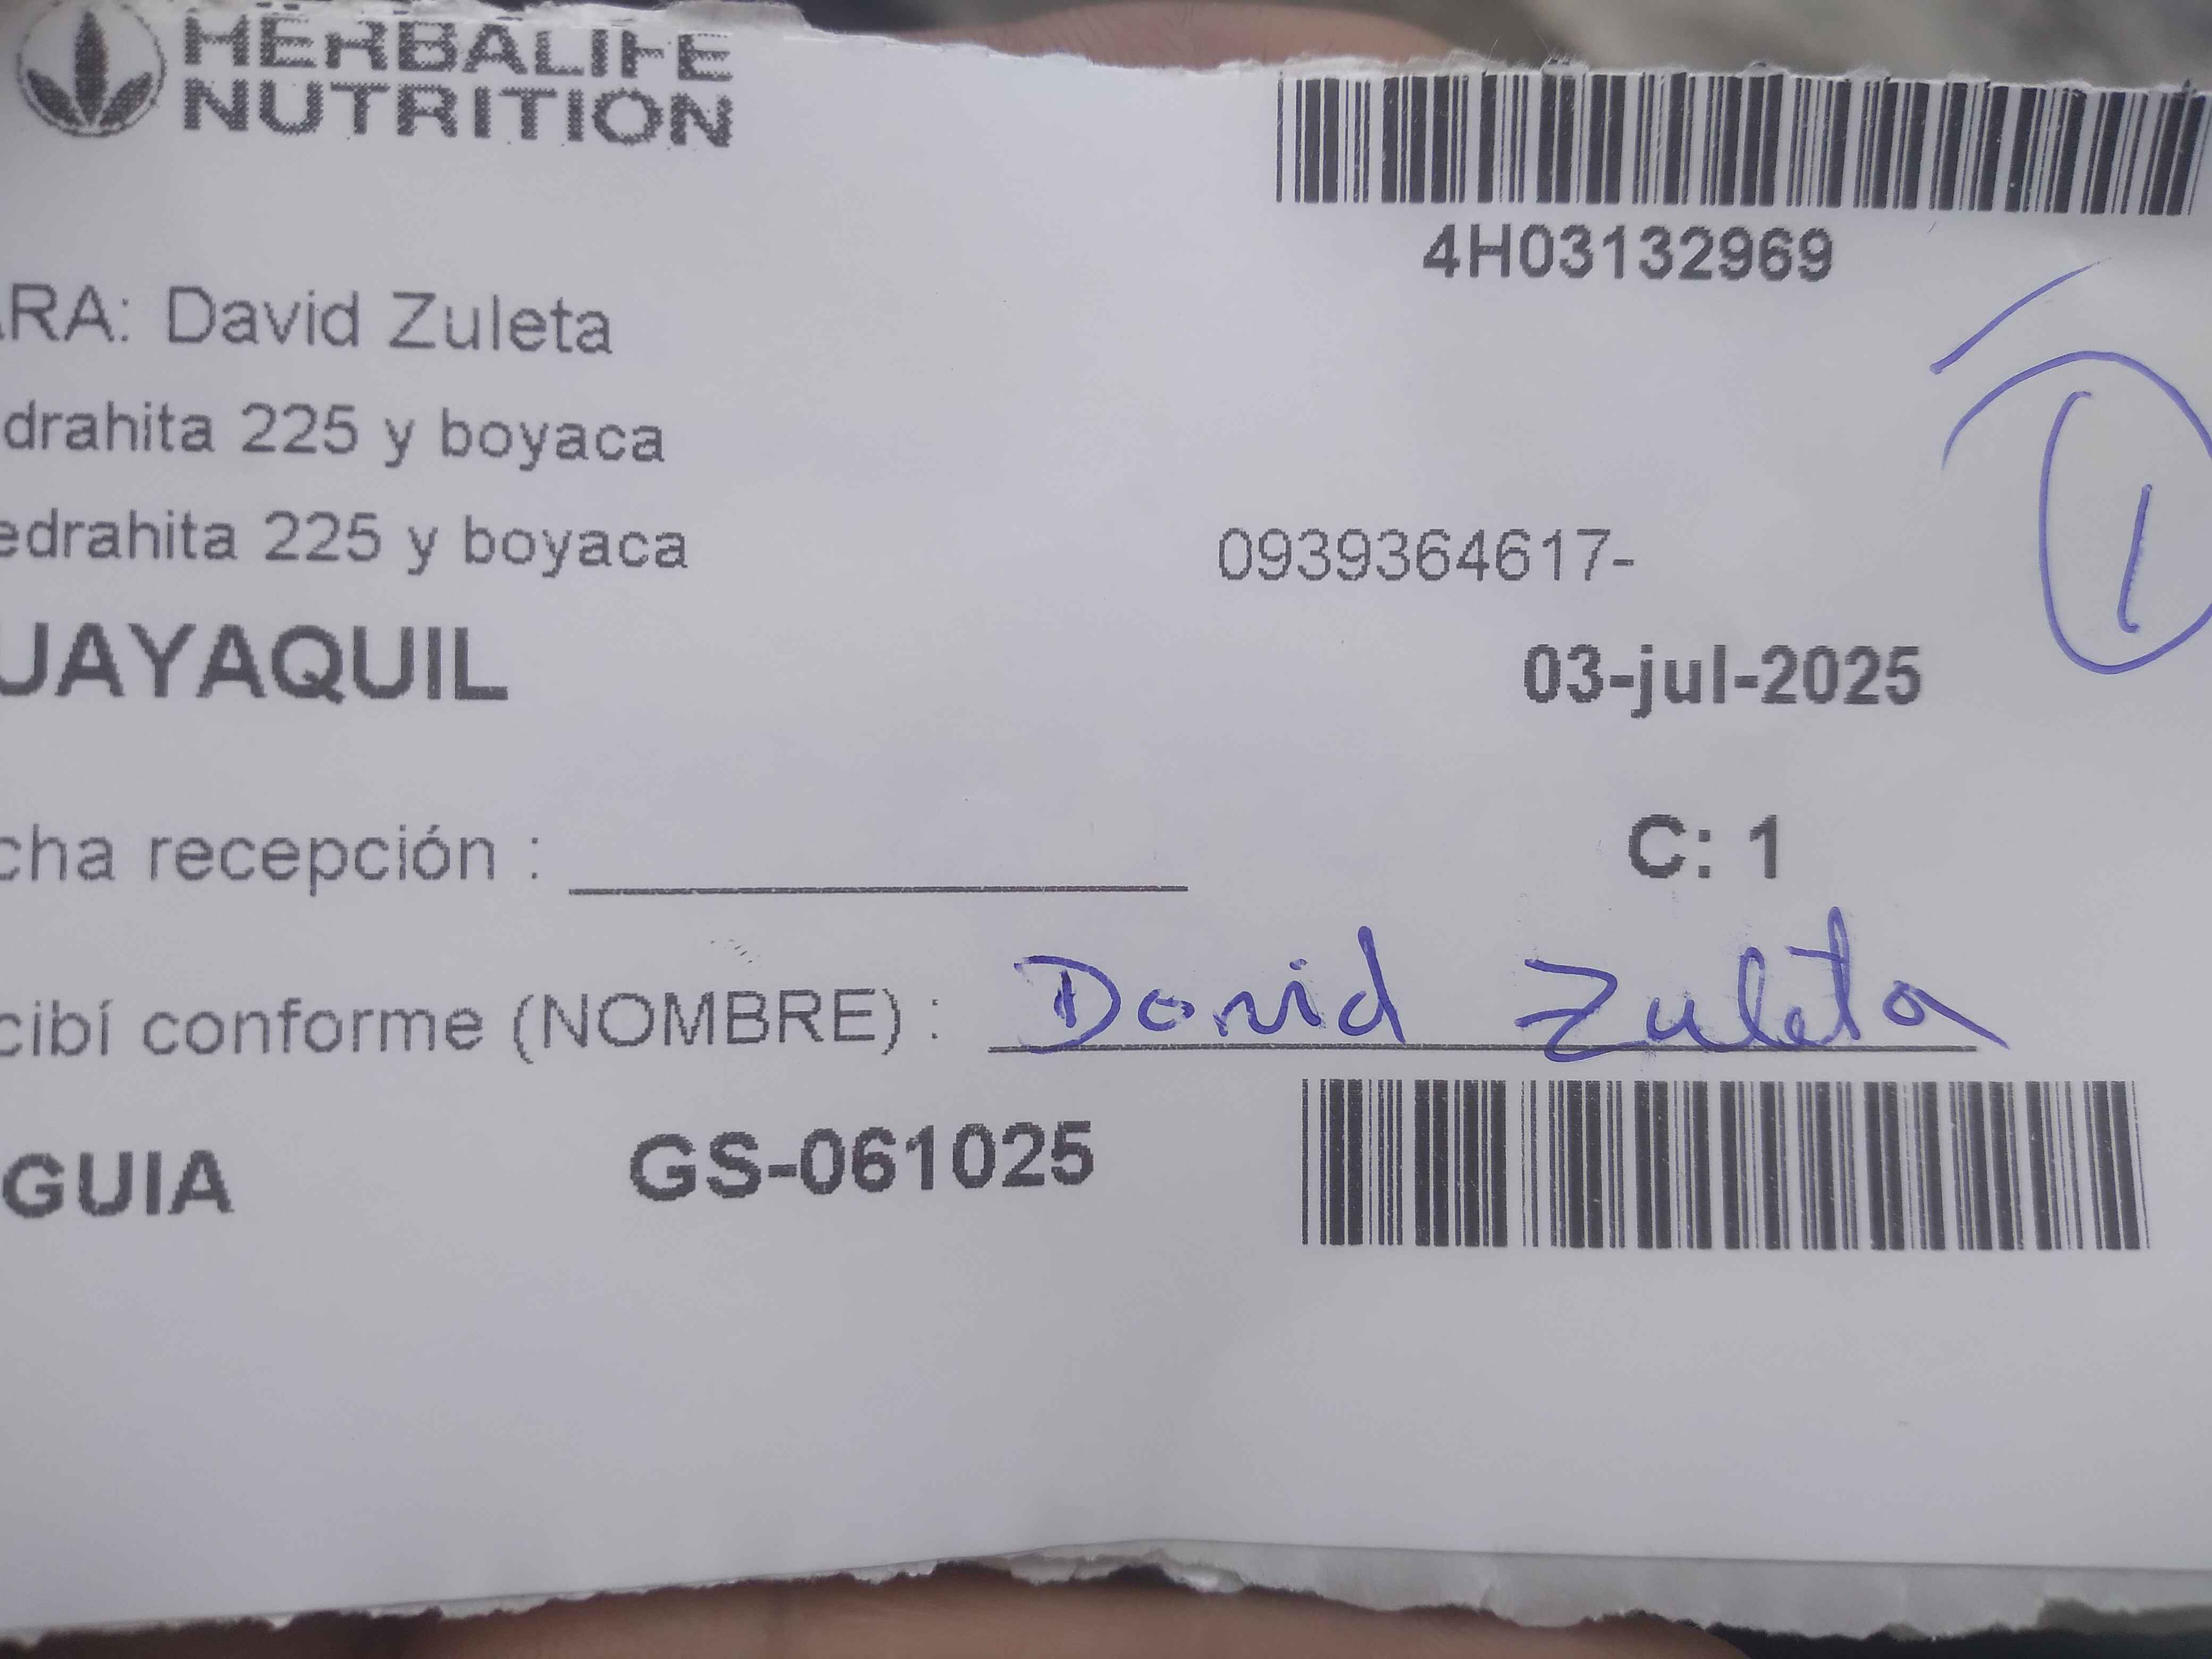 HERBALIFE
NUTRITION
4H03132969
ARA: David Zuleta
drahita 225 y boyaca
edrahita 225 y boyaca
0939364617-
UAYAQUIL
03-jul-2025
1
cha recepción :
C: 1
cibí conforme (NOMBRE) : David Zuleta
GUIA GS-061025